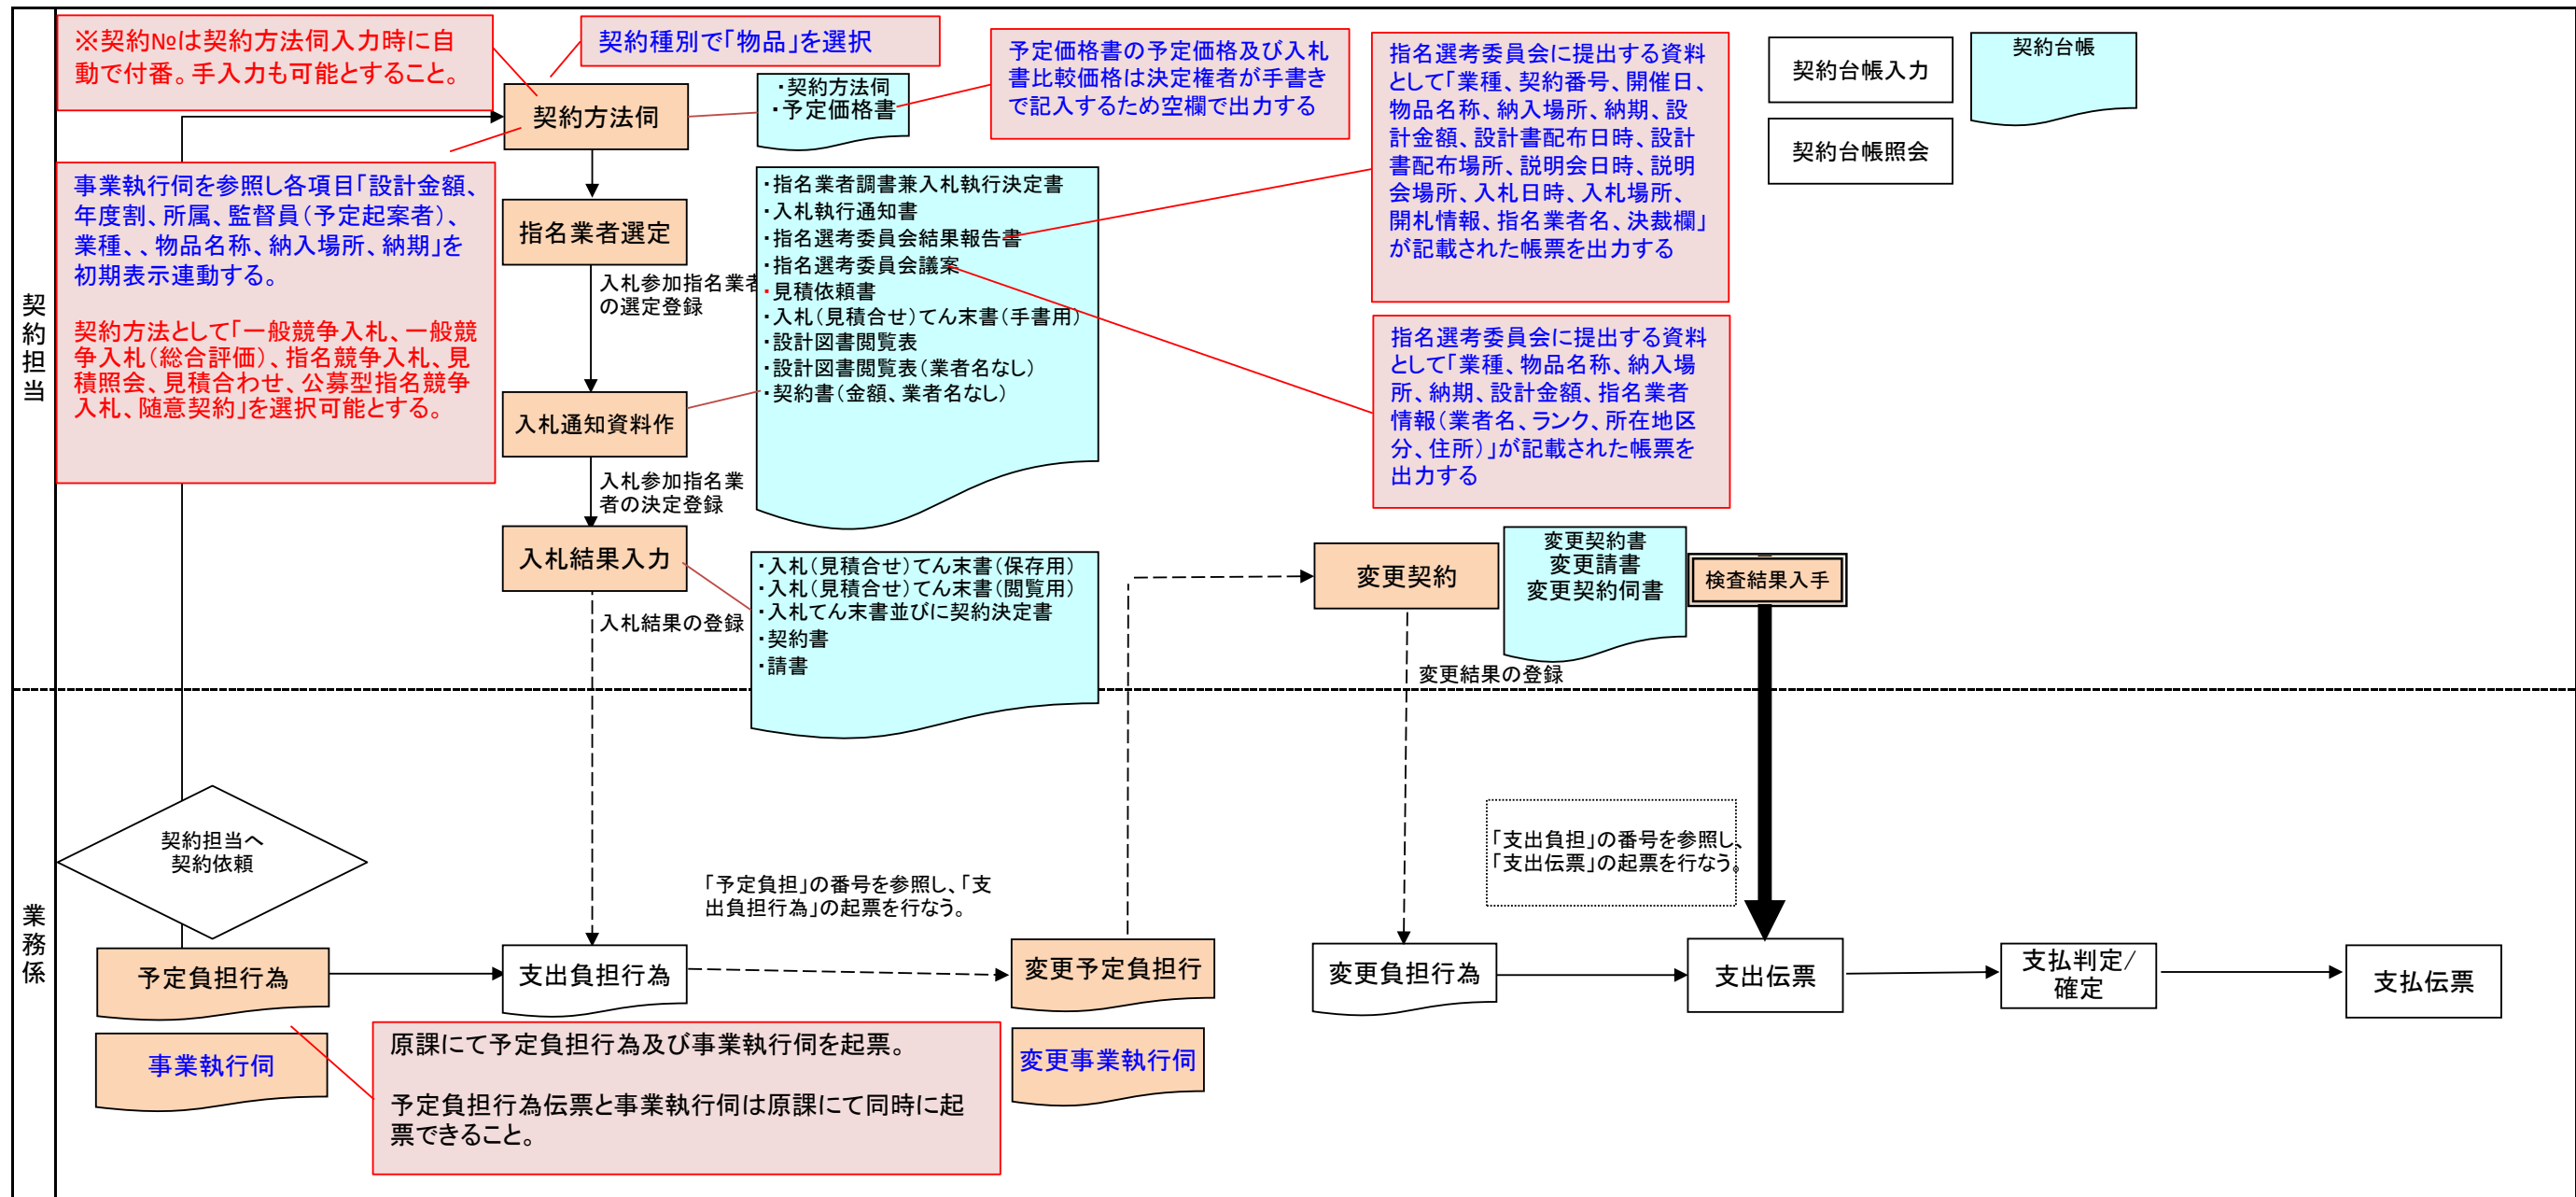 契約担当
※契約№は契約方法伺入力時に自
動で付番。手入力も可能とすること。
契約種別で「物品」を選択
契約方法伺
・契約方法伺
・予定価格書
予定価格書の予定価格及び入札
書比較価格は決定権者が手書き
で記入するため空欄で出力する
指名選考委員会に提出する資料
として「業種、契約番号、開催日、
物品名称、納入場所、納期、設
計金額、設計書配布日時、設計
書配布場所、説明会日時、説明
会場所、入札日時、入札場所、
開札情報、指名業者名、決裁欄」
が記載された帳票を出力する
契約台帳入力
契約台帳照会
契約台帳
事業執行伺を参照し各項目「設計金額、
年度割、所属、監督員(予定起案者)、
業種、、物品名称、納入場所、納期」を
初期表示連動する。
契約方法として「一般競争入札、一般競
争入札(総合評価)、指名競争入札、見
積照会、見積合わせ、公募型指名競争
入札、随意契約」を選択可能とする。
指名業者選定
入札参加指名業者
の選定登録
・指名業者調書兼入札執行決定書
・入札執行通知書
・指名選考委員会結果報告書
・指名選考委員会議案
・見積依頼書
・入札(見積合せ)てん末書(手書用)
・設計図書閲覧表
・設計図書閲覧表(業者名なし)
・契約書(金額、業者名なし)
指名選考委員会に提出する資料
として「業種、物品名称、納入場
所、納期、設計金額、指名業者
情報(業者名、ランク、所在地区
分、住所)」が記載された帳票を
出力する
入札通知資料作
入札参加指名業
者の決定登録
入札結果入力
入札結果の登録
・入札(見積合せ)てん末書(保存用)
・入札(見積合せ)てん末書(閲覧用)
・入札てん末書並びに契約決定書
・契約書
・請書
変更契約
変更契約書
変更請書
変更契約伺書
検査結果入手
変更結果の登録
業務係
契約担当へ
契約依頼
「予定負担」の番号を参照し、「支
出負担行為」の起票を行なう。
「支出負担」の番号を参照し、
「支出伝票」の起票を行なう。
予定負担行為
支出負担行為
変更予定負担行
変更負担行為
支出伝票
支払判定/
確定
支払伝票
事業執行伺
原課にて予定負担行為及び事業執行伺を起票。
予定負担行為伝票と事業執行伺は原課にて同時に起
票できること。
変更事業執行伺